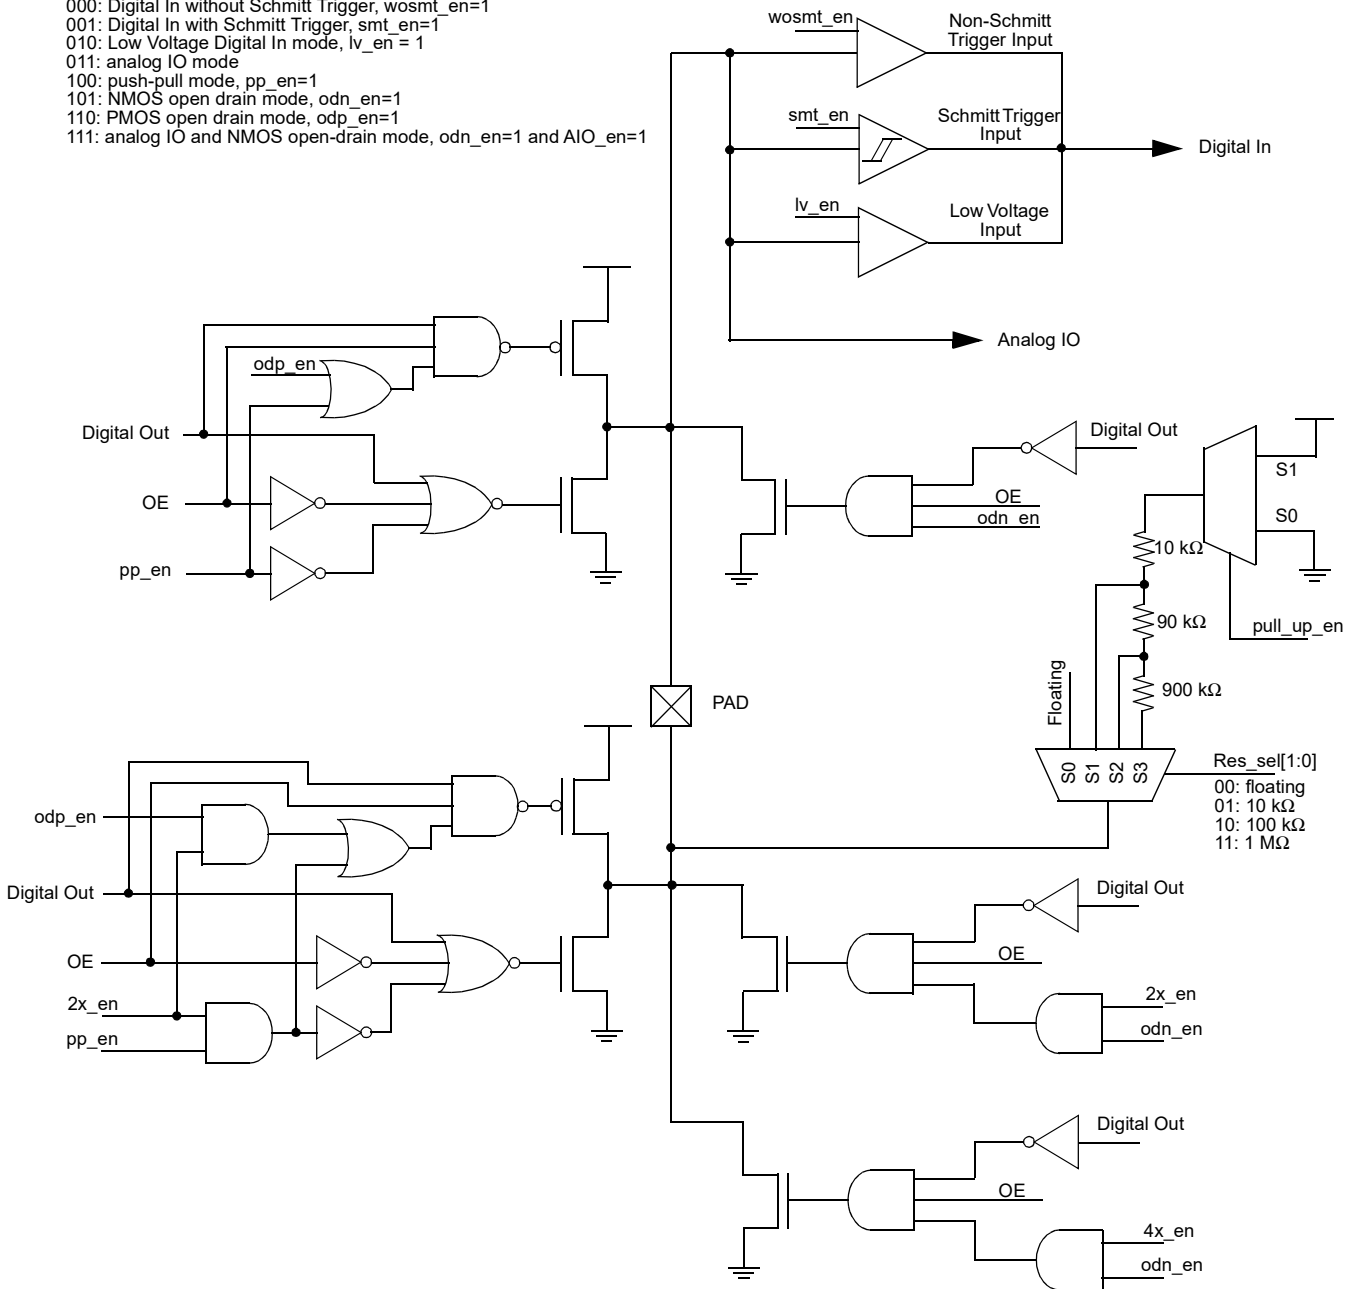 000: Digital In without Schmitt Trigger, wosmt_en=1
001: Digital In with Schmitt Trigger, smt_en=1
010: Low Voltage Digital In mode, lv_en = 1
011: analog IO mode
100: push-pull mode, pp_en=1
101: NMOS open drain mode, odn_en=1
110: PMOS open drain mode, odp_en=1
111: analog IO and NMOS open-drain mode, odn_en=1 and AIO_en=1
wosmt_en
Non-Schmitt
Trigger Input
smt_en
Schmitt Trigger
Input
Digital In
lv_en
Low Voltage
Input
Analog IO
odp_en
Digital Out
OE
pp_en
Digital Out
OE
odn_en
S1
S0
10 kΩ
90 kΩ
pull_up_en
900 kΩ
Floating
PAD
S0
S1
S2
S3
Res_sel[1:0]
00: floating
01: 10 kΩ
10: 100 kΩ
11: 1 MΩ
odp_en
Digital Out
OE
2x_en
pp_en
Digital Out
OE
2x_en
odn_en
Digital Out
OE
4x_en
odn_en